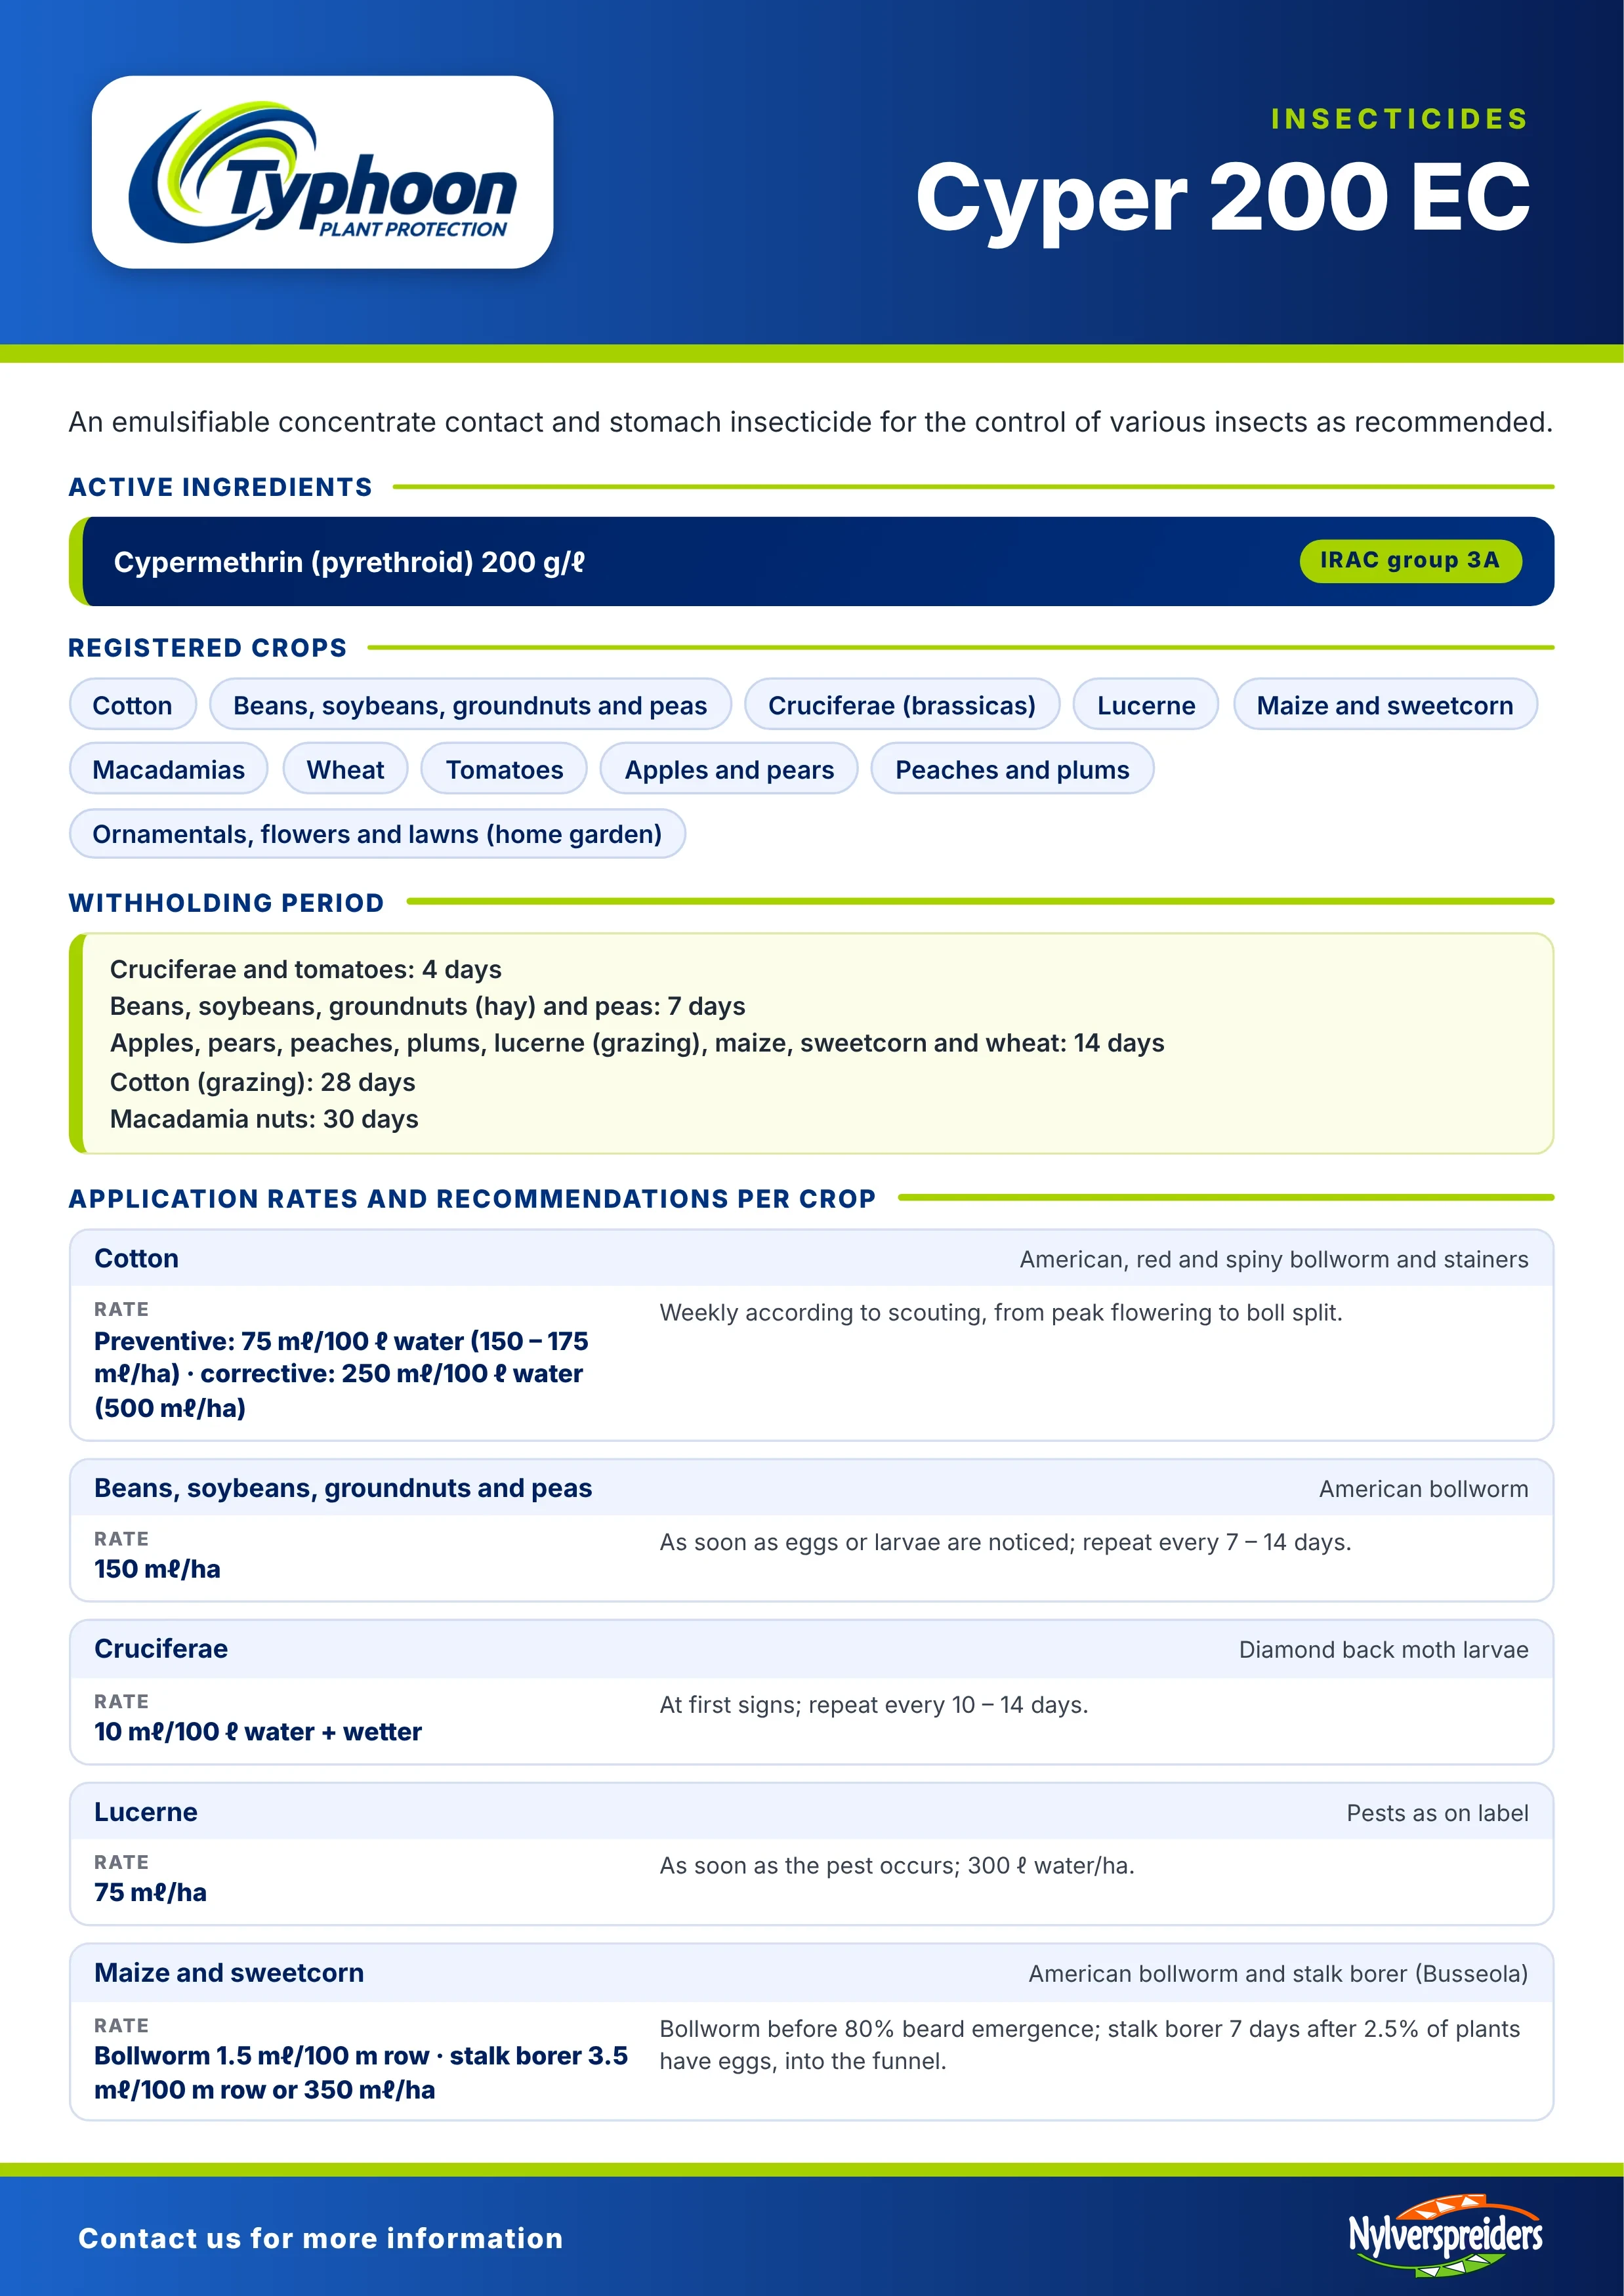 Typhoon
PLANT PROTECTION
INSECTICIDES
Cyper 200 EC
An emulsifiable concentrate contact and stomach insecticide for the control of various insects as recommended.
ACTIVE INGREDIENTS
Cypermethrin (pyrethroid) 200 g/ℓ
IRAC group 3A
REGISTERED CROPS
Cotton
Beans, soybeans, groundnuts and peas
Cruciferae (brassicas)
Lucerne
Maize and sweetcorn
Macadamias
Wheat
Tomatoes
Apples and pears
Peaches and plums
Ornamentals, flowers and lawns (home garden)
WITHHOLDING PERIOD
Cruciferae and tomatoes: 4 days
Beans, soybeans, groundnuts (hay) and peas: 7 days
Apples, pears, peaches, plums, lucerne (grazing), maize, sweetcorn and wheat: 14 days
Cotton (grazing): 28 days
Macadamia nuts: 30 days
APPLICATION RATES AND RECOMMENDATIONS PER CROP
Cotton
American, red and spiny bollworm and stainers
RATE
Preventive: 75 mℓ/100 ℓ water (150 – 175
mℓ/ha) · corrective: 250 mℓ/100 ℓ water
(500 mℓ/ha)
Weekly according to scouting, from peak flowering to boll split.
Beans, soybeans, groundnuts and peas
American bollworm
RATE
150 mℓ/ha
As soon as eggs or larvae are noticed; repeat every 7 – 14 days.
Cruciferae
Diamond back moth larvae
RATE
10 mℓ/100 ℓ water + wetter
At first signs; repeat every 10 – 14 days.
Lucerne
Pests as on label
RATE
75 mℓ/ha
As soon as the pest occurs; 300 ℓ water/ha.
Maize and sweetcorn
American bollworm and stalk borer (Busseola)
RATE
Bollworm 1.5 mℓ/100 m row · stalk borer 3.5
mℓ/100 m row or 350 mℓ/ha
Bollworm before 80% beard emergence; stalk borer 7 days after 2.5% of plants
have eggs, into the funnel.
Contact us for more information
Nylverspreiders